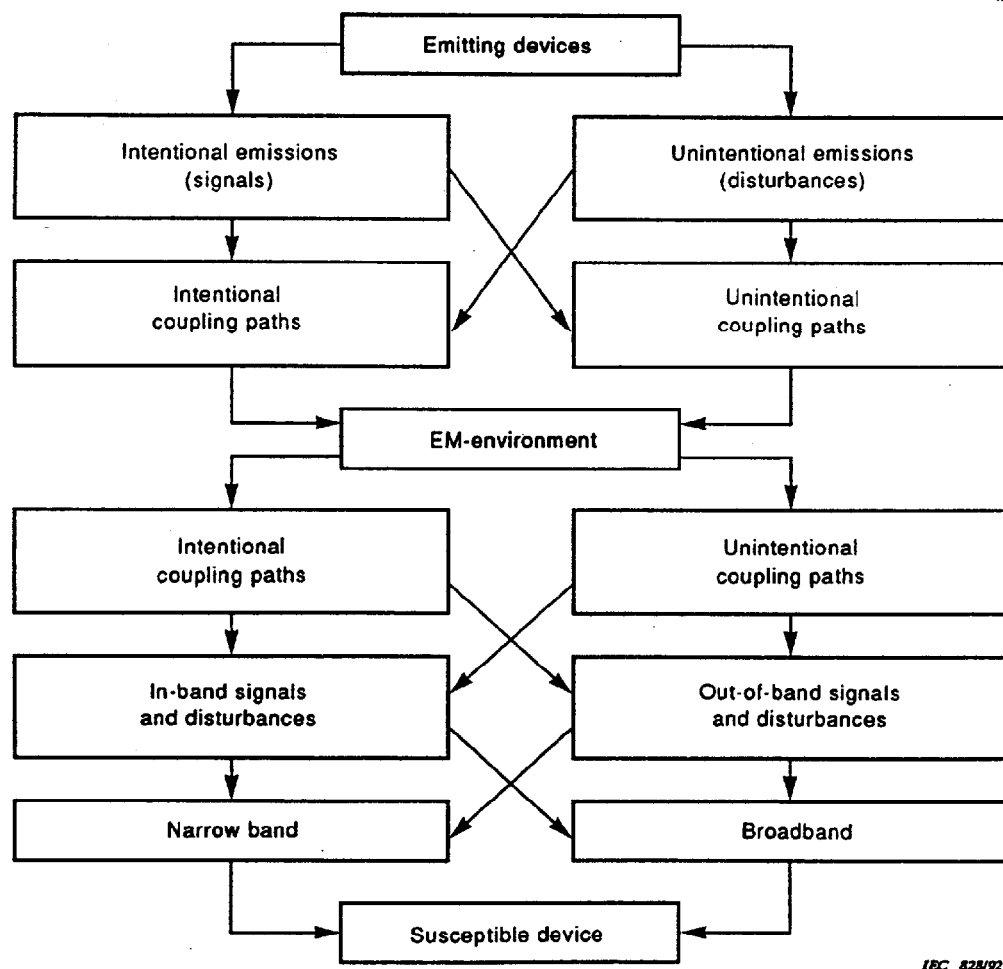 Emitting devices
Intentional emissions
(signals)
Unintentional emissions
(disturbances)
Intentional
coupling paths
Unintentional
coupling paths
EM-environment
Intentional
coupling paths
Unintentional
coupling paths
In-band signals
and disturbances
Out-of-band signals
and disturbances
Narrow band
Broadband
Susceptible device
IEC 828/92